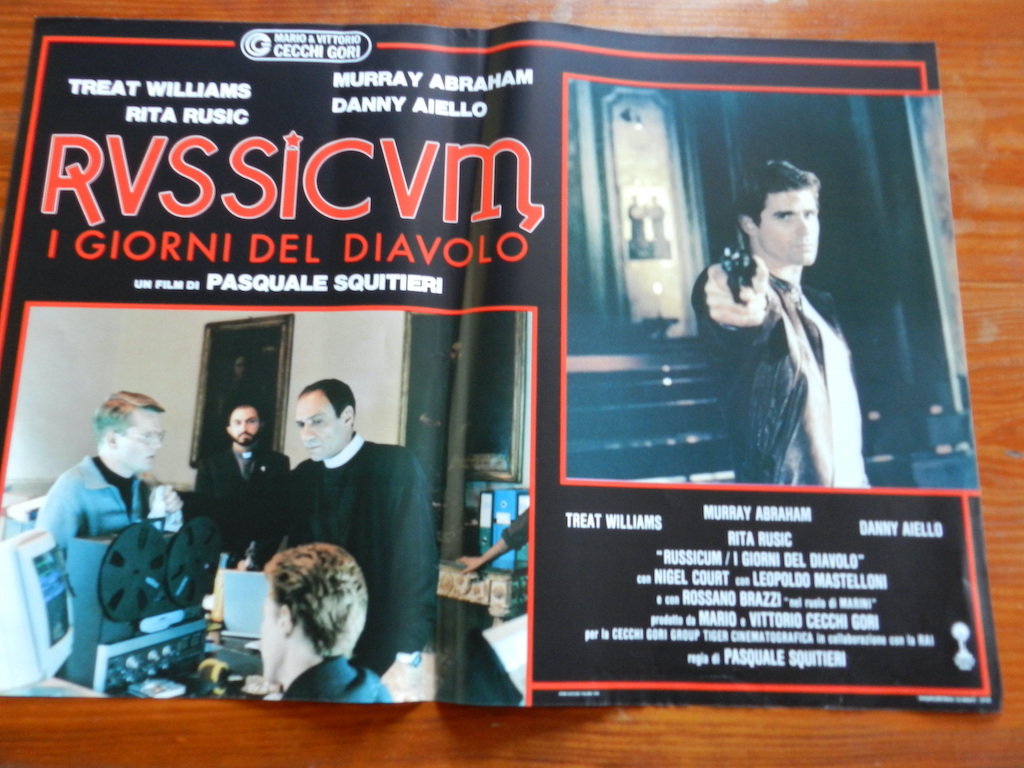 MARIO & VITTORIO
CECCHI GORI
TREAT WILLIAMS
MURRAY ABRAHAM
RITA RUSIC
DANNY AIELLO
RVSSiCVM
I GIORNI DEL DIAVOLO
UN FILM DI PASQUALE SQUITIERI
TREAT WILLIAMS
MURRAY ABRAHAM
DANNY AIELLO
RITA RUSIC
"RUSSICUM / I GIORNI DEL DIAVOLO"
con NIGEL COURT con LEOPOLDO MASTELLONI
e con ROSSANO BRAZZI "nel ruolo di MARINI"
prodotto da MARIO e VITTORIO CECCHI GORI
per la CECCHI GORI GROUP TIGER CINEMATOGRAFICA in collaborazione con la RAI
regia di PASQUALE SQUITIERI